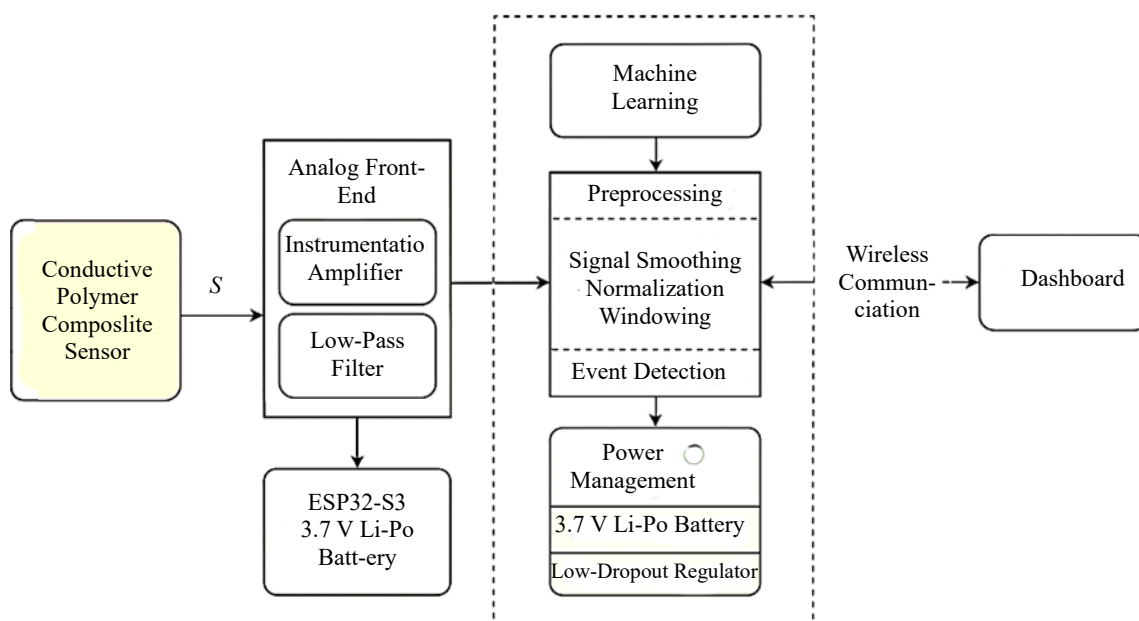 Conductive
Polymer
Composlite
Sensor
S
Analog Front-
End
Instrumentatio
Amplifier
Low-Pass
Filter
ESP32-S3
3.7 V Li-Po
Batt-ery
Machine
Learning
Preprocessing
Signal Smoothing
Normalization
Windowing
Event Detection
Power
Management
3.7 V Li-Po Battery
Low-Dropout Regulator
Wireless
Commun-
ciation
Dashboard